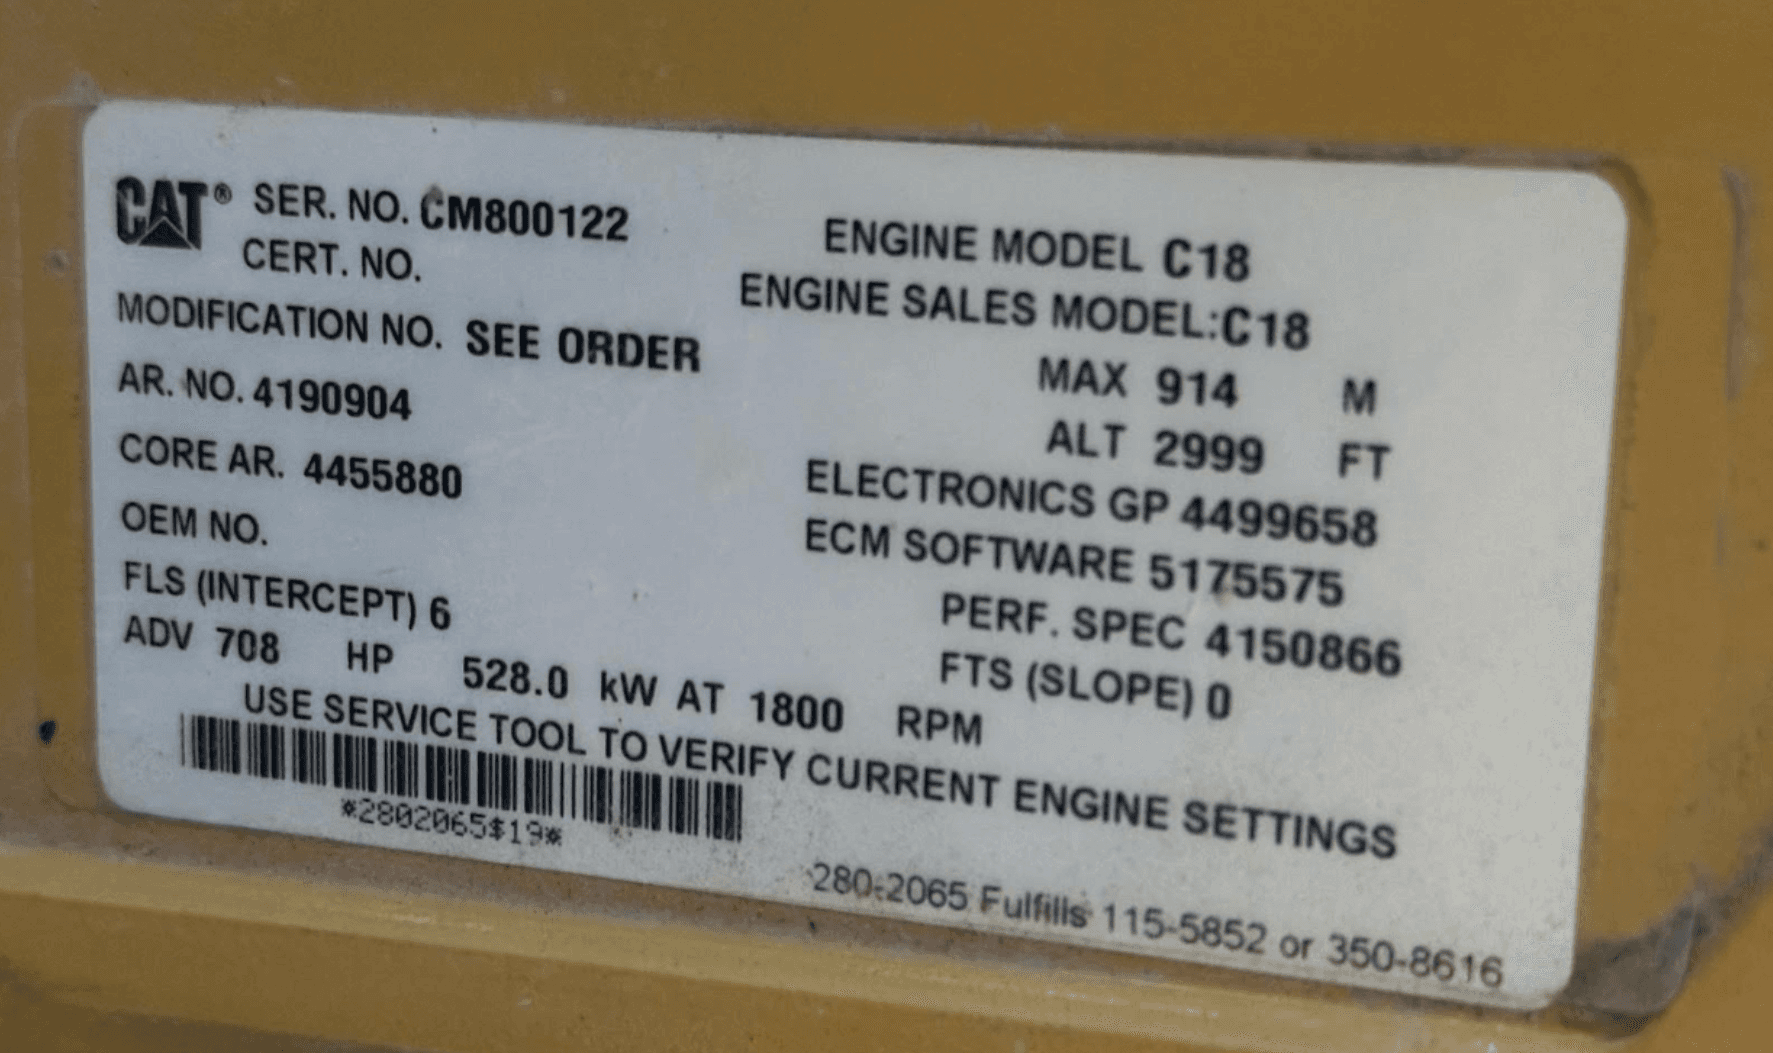 CAT® SER. NO. CM800122
CERT. NO.
MODIFICATION NO. SEE ORDER
AR. NO. 4190904
CORE AR. 4455880
OEM NO.
FLS (INTERCEPT) 6
ADV 708 HP 528.0 kW AT 1800 RPM
ENGINE MODEL C18
ENGINE SALES MODEL:C18
MAX 914 M
ALT 2999 FT
ELECTRONICS GP 4499658
ECM SOFTWARE 5175575
PERF. SPEC 4150866
FTS (SLOPE) 0
USE SERVICE TOOL TO VERIFY CURRENT ENGINE SETTINGS
*2802065$19*
280-2065 Fulfills 115-5852 or 350-8616